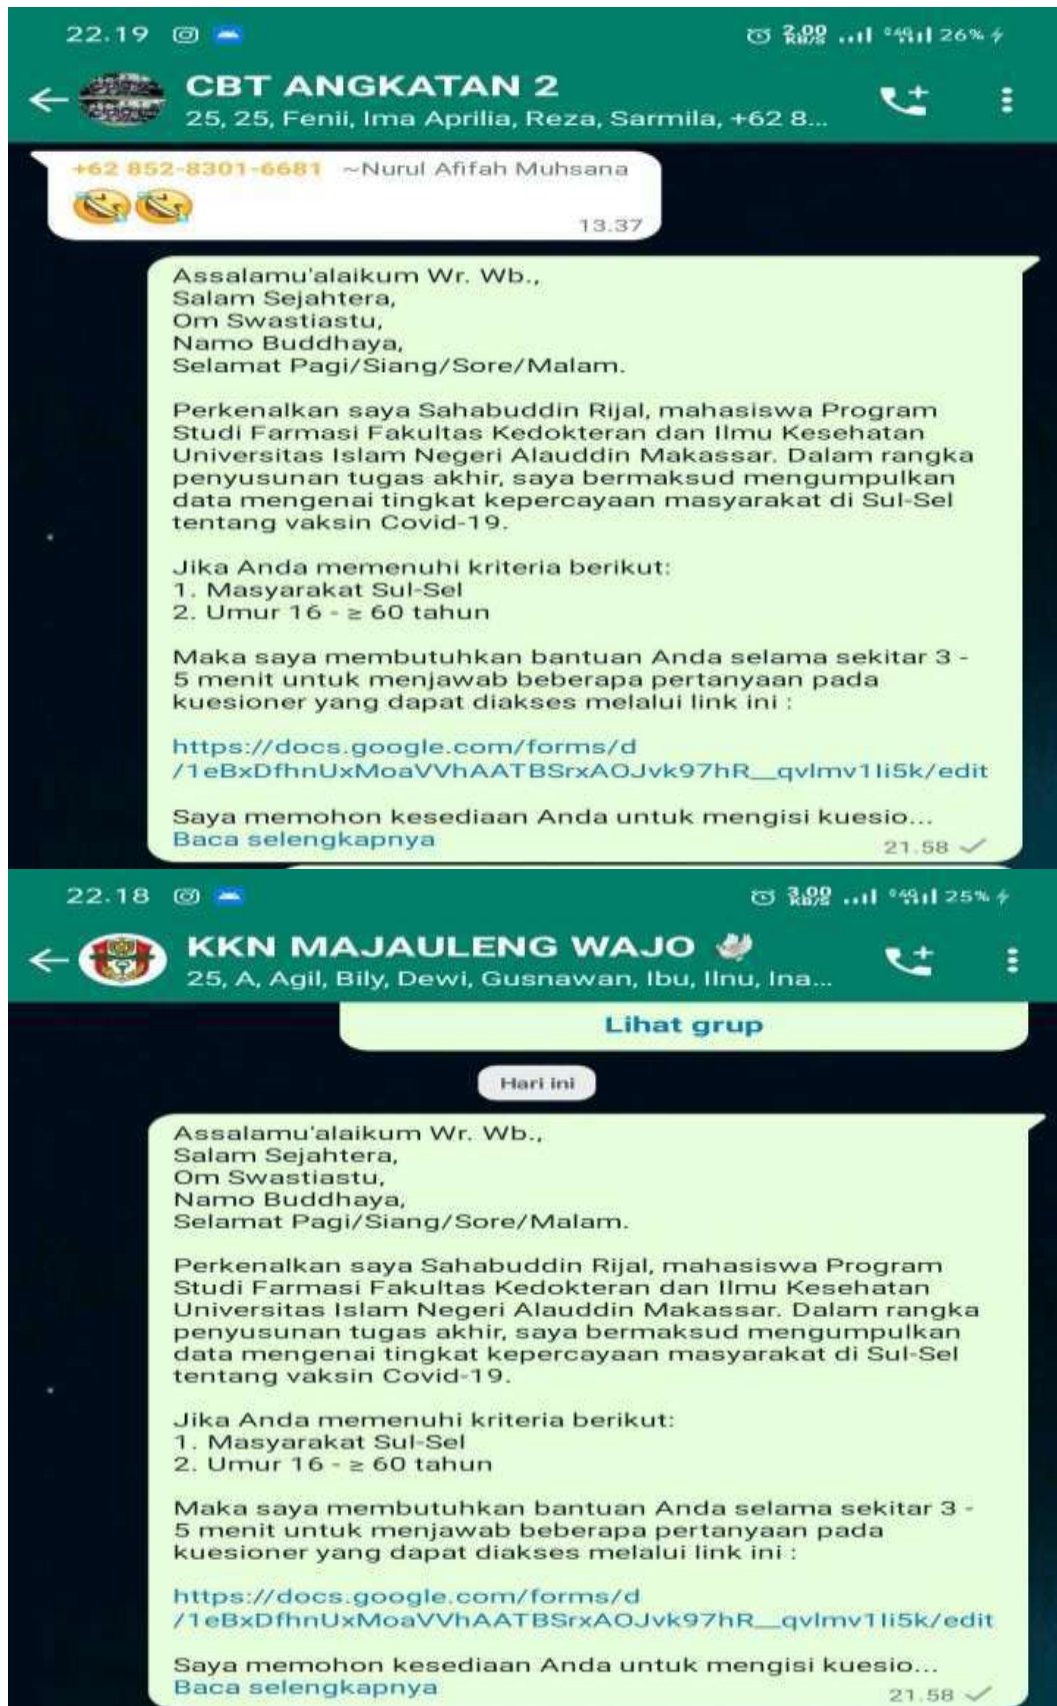 22.19 2.00 KB/S 4G 26%
CBT ANGKATAN 2
25, 25, Fenii, Ima Aprilia, Reza, Sarmila, +62 8...
+62 852-8301-6681 ~Nurul Afifah Muhsana
13.37
Assalamu'alaikum Wr. Wb.,
Salam Sejahtera,
Om Swastiastu,
Namo Buddhaya,
Selamat Pagi/Siang/Sore/Malam.
Perkenalkan saya Sahabuddin Rijal, mahasiswa Program
Studi Farmasi Fakultas Kedokteran dan Ilmu Kesehatan
Universitas Islam Negeri Alauddin Makassar. Dalam rangka
penyusunan tugas akhir, saya bermaksud mengumpulkan
data mengenai tingkat kepercayaan masyarakat di Sul-Sel
tentang vaksin Covid-19.
Jika Anda memenuhi kriteria berikut:
1. Masyarakat Sul-Sel
2. Umur 16 - ≥ 60 tahun
Maka saya membutuhkan bantuan Anda selama sekitar 3 -
5 menit untuk menjawab beberapa pertanyaan pada
kuesioner yang dapat diakses melalui link ini :
https://docs.google.com/forms/d
/1eBxDfhnUxMoaVVhAATBSrxAOJvk97hR__qvlmv1Ii5k/edit
Saya memohon kesediaan Anda untuk mengisi kuesio...
Baca selengkapnya
21.58
22.18 3.00 KB/S 4G 25%
KKN MAJAULENG WAJO
25, A, Agil, Bily, Dewi, Gusnawan, Ibu, Ilnu, Ina...
Lihat grup
Hari ini
Assalamu'alaikum Wr. Wb.,
Salam Sejahtera,
Om Swastiastu,
Namo Buddhaya,
Selamat Pagi/Siang/Sore/Malam.
Perkenalkan saya Sahabuddin Rijal, mahasiswa Program
Studi Farmasi Fakultas Kedokteran dan Ilmu Kesehatan
Universitas Islam Negeri Alauddin Makassar. Dalam rangka
penyusunan tugas akhir, saya bermaksud mengumpulkan
data mengenai tingkat kepercayaan masyarakat di Sul-Sel
tentang vaksin Covid-19.
Jika Anda memenuhi kriteria berikut:
1. Masyarakat Sul-Sel
2. Umur 16 - ≥ 60 tahun
Maka saya membutuhkan bantuan Anda selama sekitar 3 -
5 menit untuk menjawab beberapa pertanyaan pada
kuesioner yang dapat diakses melalui link ini :
https://docs.google.com/forms/d
/1eBxDfhnUxMoaVVhAATBSrxAOJvk97hR__qvlmv1Ii5k/edit
Saya memohon kesediaan Anda untuk mengisi kuesio...
Baca selengkapnya
21.58